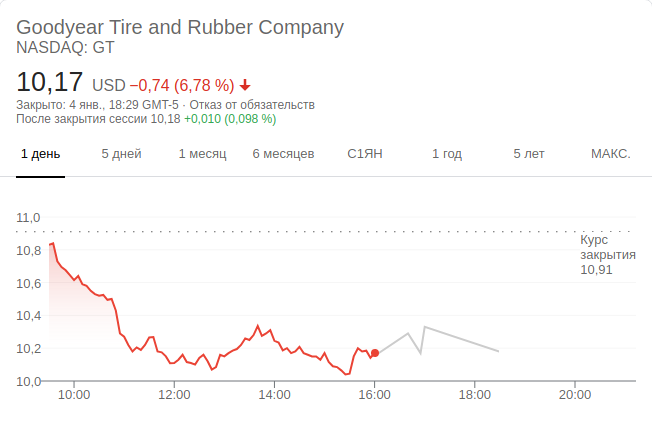 Goodyear Tire and Rubber Company
NASDAQ: GT
10,17 USD −0,74 (6,78 %)
Закрыто: 4 янв., 18:29 GMT-5 · Отказ от обязательств
После закрытия сессии 10,18 +0,010 (0,098 %)
1 день 5 дней 1 месяц 6 месяцев С1ЯН 1 год 5 лет МАКС.
11,0
Курс
закрытия
10,91
10,8
10,6
10,4
10,2
10,0
10:00 12:00 14:00 16:00 18:00 20:00